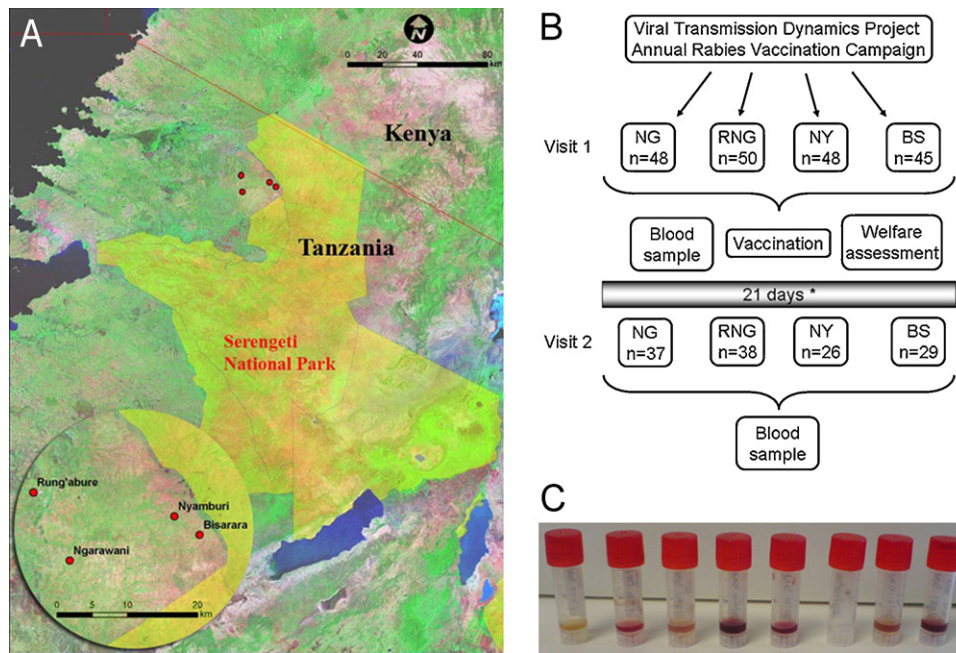 A
N
0 20 40 60 80
km
Kenya
Tanzania
Serengeti
National Park
Rung'abure
Nyamburi
Bisarara
Ngarawani
0 5 10 20
km
B
Viral Transmission Dynamics Project
Annual Rabies Vaccination Campaign
Visit 1
NG RNG NY BS
n=48 n=50 n=48 n=45
Blood
sample
Vaccination
Welfare
assessment
21 days *
Visit 2
NG RNG NY BS
n=37 n=38 n=26 n=29
Blood
sample
C